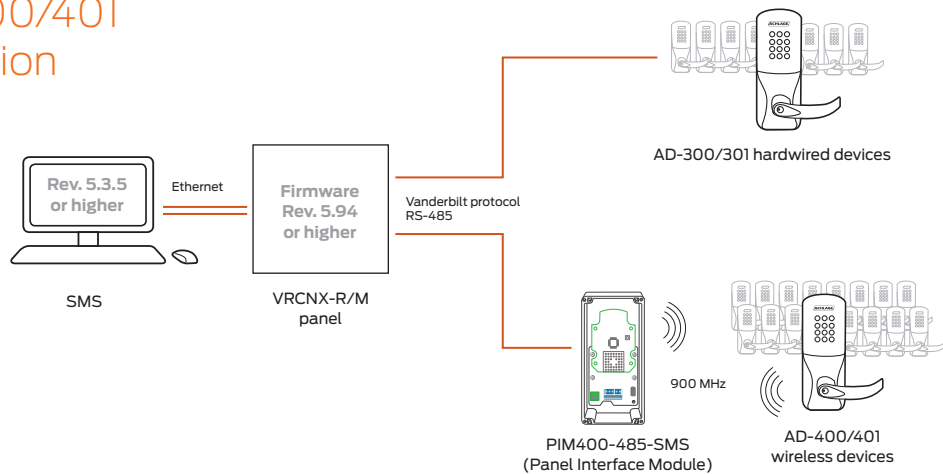 00/401
ion
SCHLAGE
AD-300/301 hardwired devices
Rev. 5.3.5
or higher
Ethernet
Firmware
Rev. 5.94
or higher
Vanderbilt protocol
RS-485
SMS
VRCNX-R/M
panel
SCHLAGE
900 MHz
PIM400-485-SMS
(Panel Interface Module)
AD-400/401
wireless devices